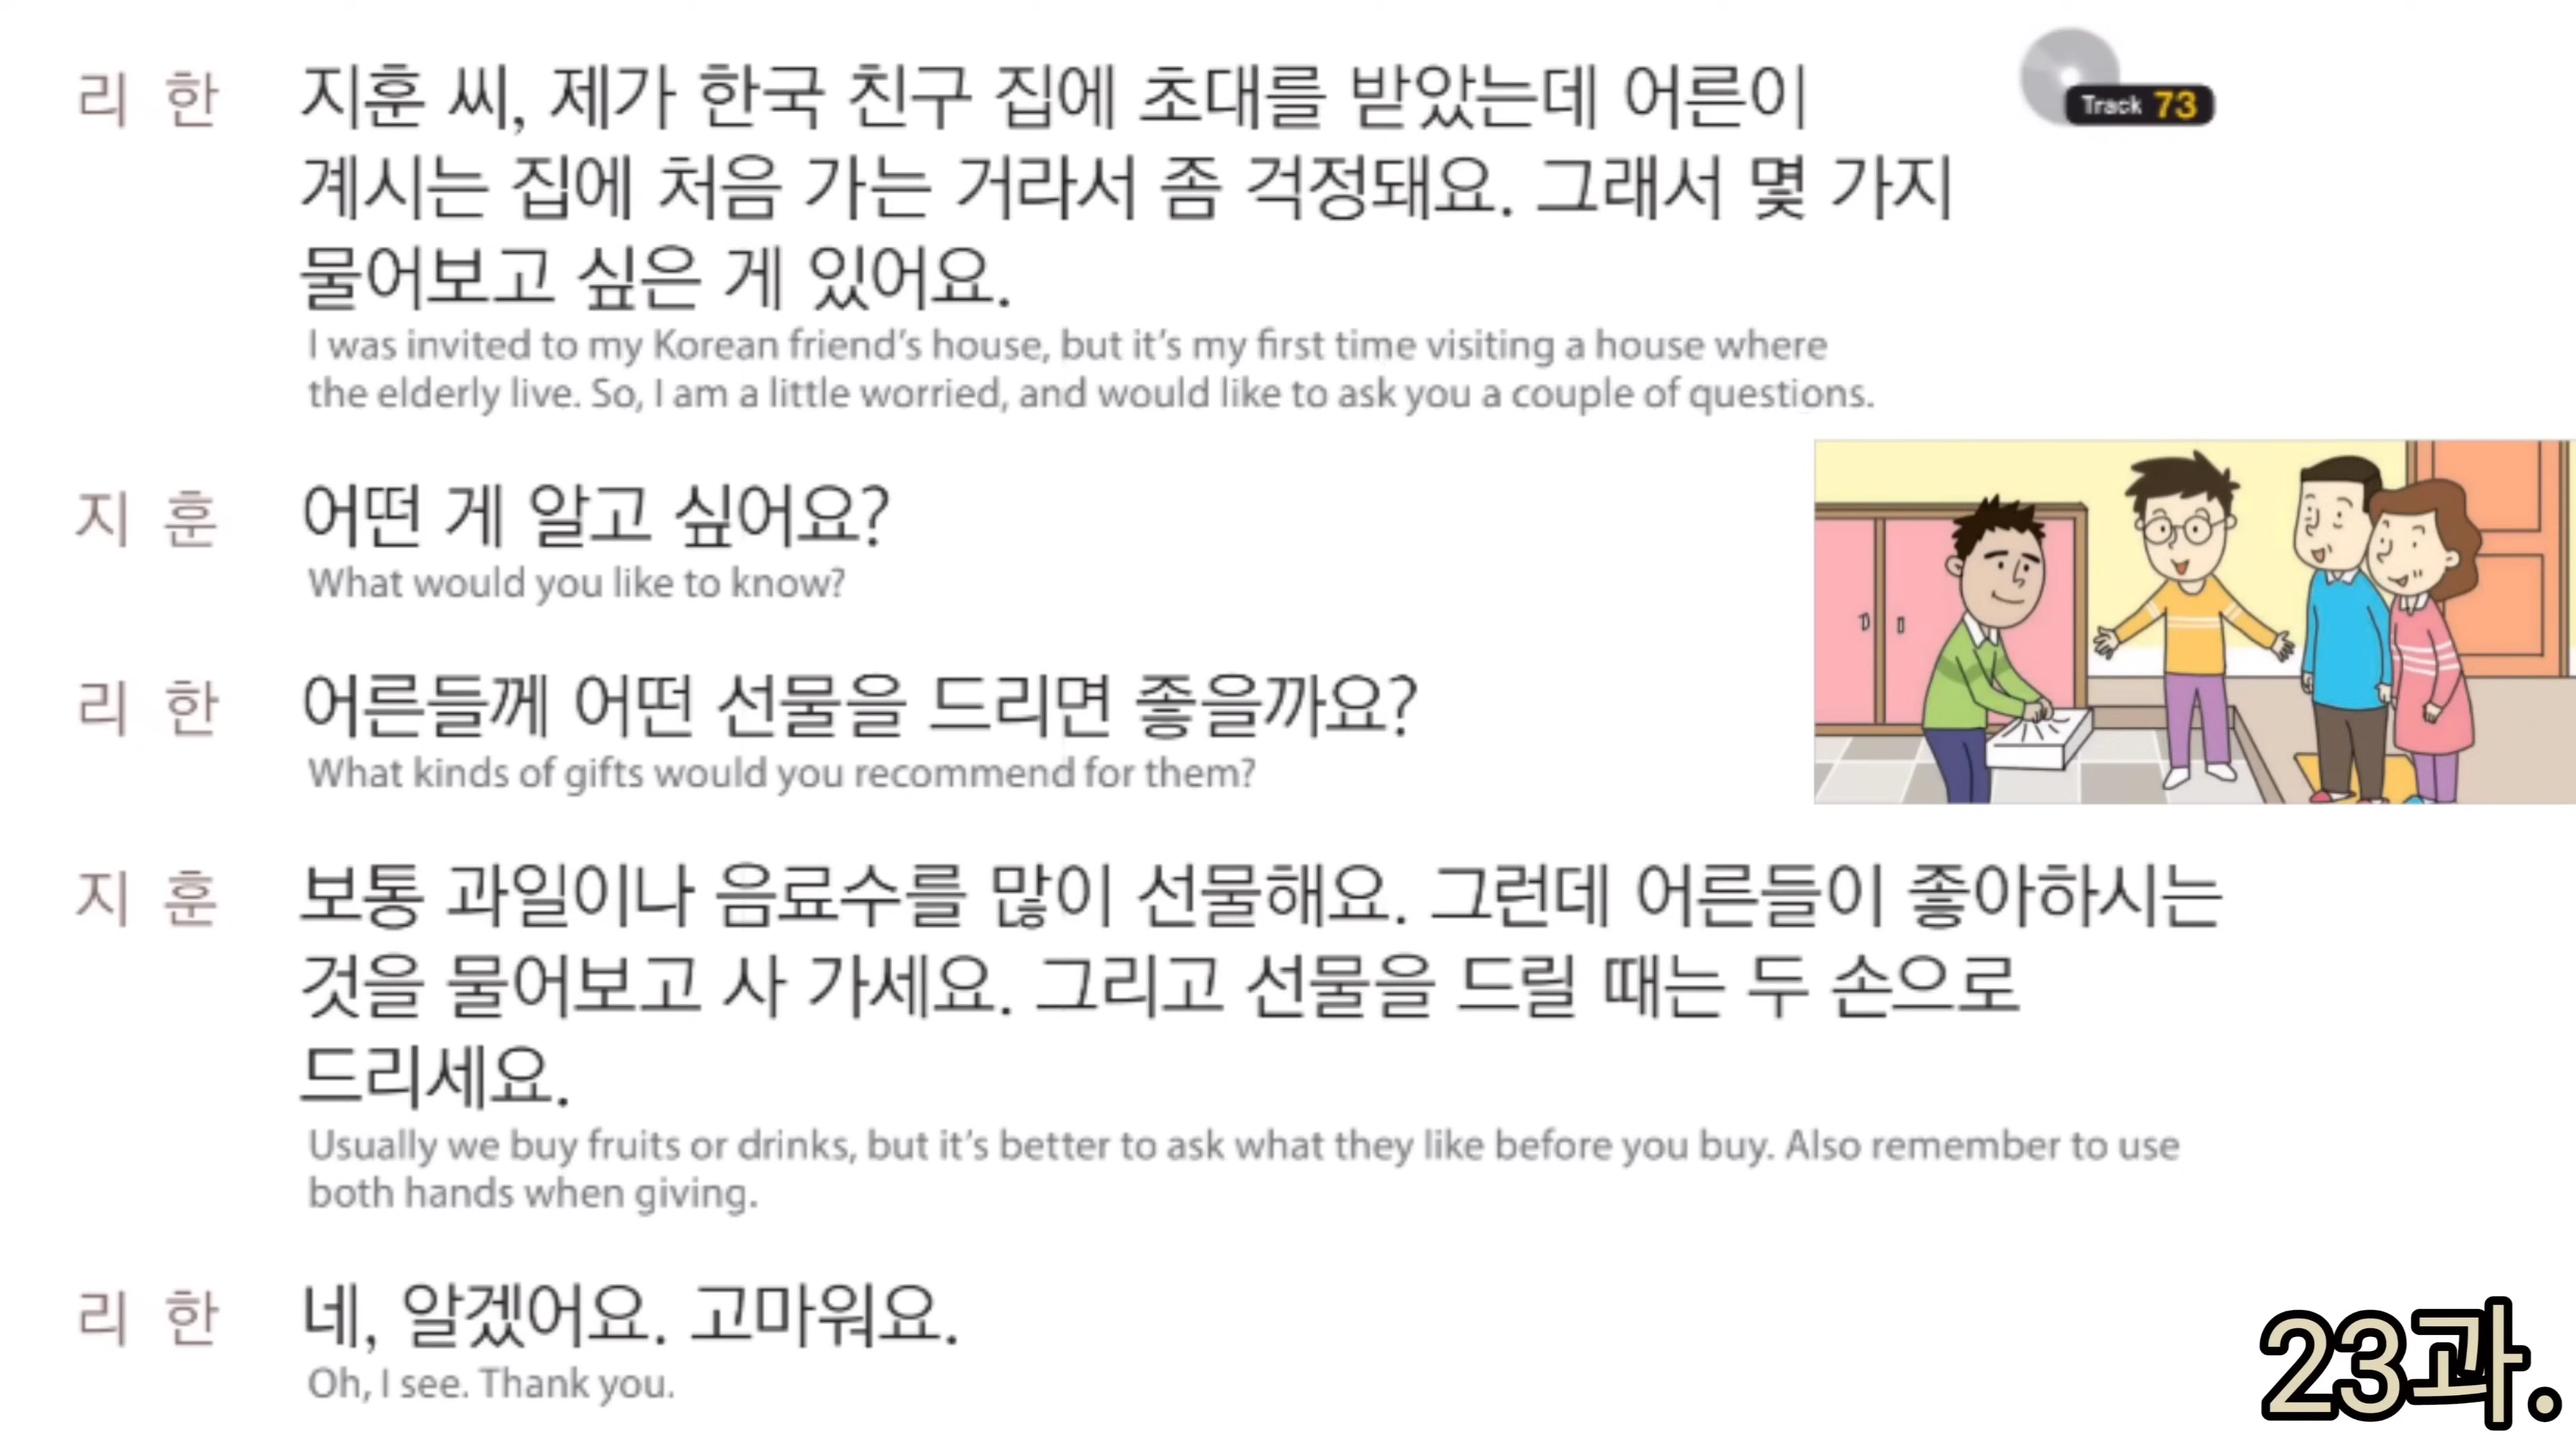 리 한 지훈 씨, 제가 한국 친구 집에 초대를 받았는데 어른이
Track 73
계시는 집에 처음 가는 거라서 좀 걱정돼요. 그래서 몇 가지
물어보고 싶은 게 있어요.
I was invited to my Korean friend's house, but it's my first time visiting a house where
the elderly live. So, I am a little worried, and would like to ask you a couple of questions.
지 훈 어떤 게 알고 싶어요?
What would you like to know?
리 한 어른들께 어떤 선물을 드리면 좋을까요?
What kinds of gifts would you recommend for them?
지 훈 보통 과일이나 음료수를 많이 선물해요. 그런데 어른들이 좋아하시는
것을 물어보고 사 가세요. 그리고 선물을 드릴 때는 두 손으로
드리세요.
Usually we buy fruits or drinks, but it's better to ask what they like before you buy. Also remember to use
both hands when giving.
리 한 네, 알겠어요. 고마워요.
Oh, I see. Thank you.
23과.